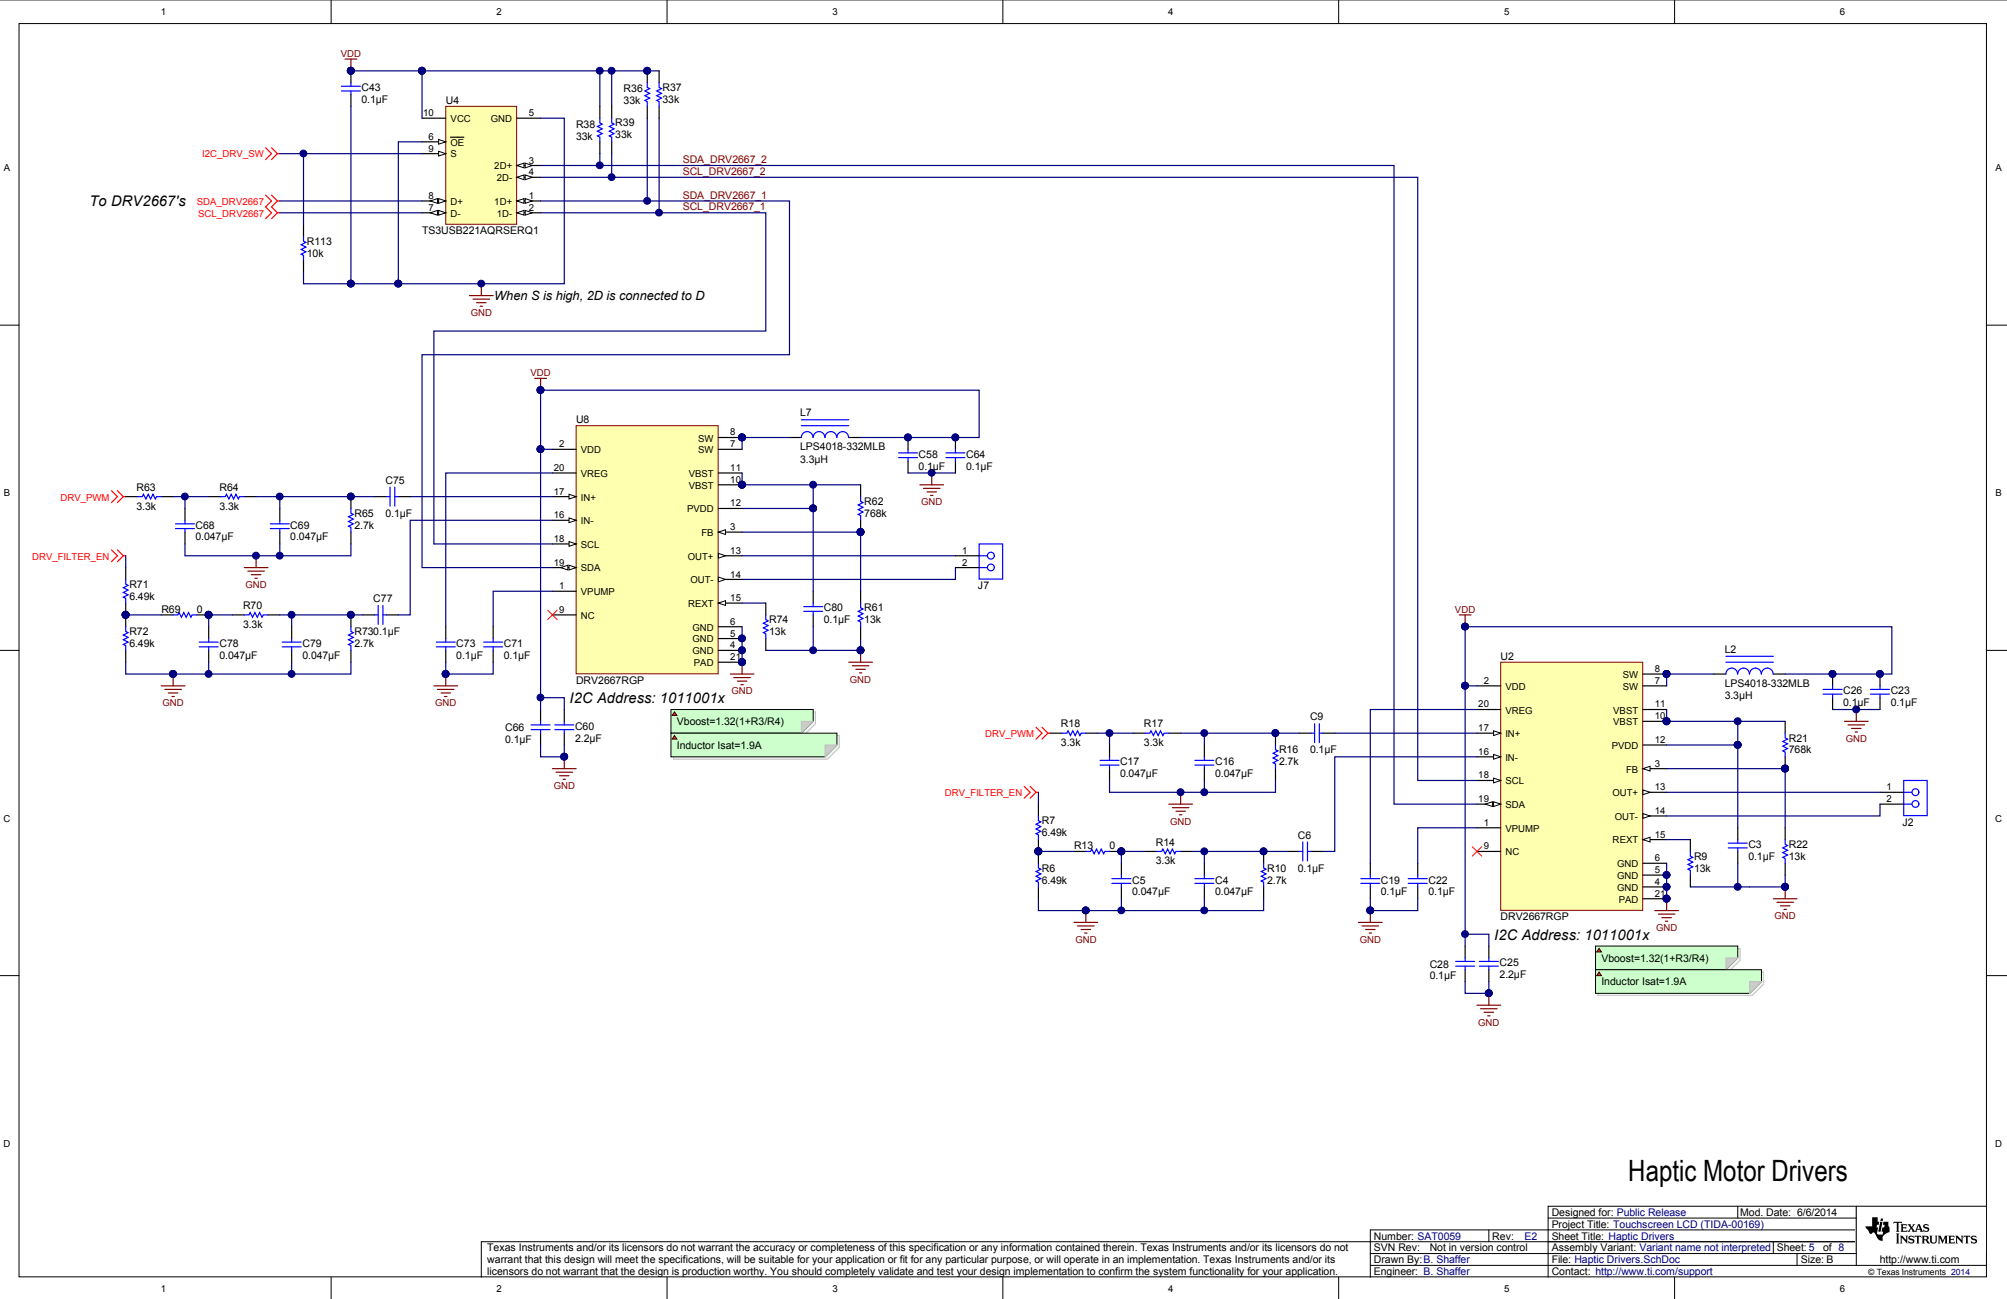 1 2 3 4 5 6
A A
B B
C C
D D
VDD
C43
0.1µF
U4
10 VCC GND 5
6 OE
9 S
2D+ 3
2D- 4
8 D+ 1D+ 1
7 D- 1D- 2
TS3USB221AQRSERQ1
I2C_DRV_SW
To DRV2667's
SDA_DRV2667
SCL_DRV2667
R113
10k
R36
33k
R37
33k
R38
33k
R39
33k
SDA_DRV2667_2
SCL_DRV2667_2
SDA_DRV2667_1
SCL_DRV2667_1
When S is high, 2D is connected to D
GND
VDD
U8
2 VDD
20 VREG
17 IN+
16 IN-
18 SCL
19 SDA
1 VPUMP
9 NC
SW 8
SW 7
VBST 11
VBST 10
PVDD 12
FB 3
OUT+ 13
OUT- 14
REXT 15
GND 6
GND 5
GND 4
PAD 21
DRV2667RGP
I2C Address: 1011001x
Vboost=1.32(1+R3/R4)
Inductor Isat=1.9A
L7
LPS4018-332MLB
3.3µH
C58
0.1µF
C64
0.1µF
GND
R62
768k
1
2
J7
C80
0.1µF
R61
13k
R74
13k
GND
GND
DRV_PWM
R63
3.3k
R64
3.3k
C75
0.1µF
C68
0.047µF
C69
0.047µF
R65
2.7k
GND
DRV_FILTER_EN
R71
6.49k
R72
6.49k
R69 0
R70
3.3k
C77
0.1µF
C78
0.047µF
C79
0.047µF
R73
2.7k
GND
C73
0.1µF
C71
0.1µF
GND
C66
0.1µF
C60
2.2µF
GND
VDD
U2
2 VDD
20 VREG
17 IN+
16 IN-
18 SCL
19 SDA
1 VPUMP
9 NC
SW 8
SW 7
VBST 11
VBST 10
PVDD 12
FB 3
OUT+ 13
OUT- 14
REXT 15
GND 6
GND 5
GND 4
PAD 21
DRV2667RGP
I2C Address: 1011001x
Vboost=1.32(1+R3/R4)
Inductor Isat=1.9A
L2
LPS4018-332MLB
3.3µH
C26
0.1µF
C23
0.1µF
GND
R21
768k
1
2
J2
C3
0.1µF
R22
13k
R9
13k
GND
GND
DRV_PWM
R18
3.3k
R17
3.3k
C9
0.1µF
C17
0.047µF
C16
0.047µF
R16
2.7k
GND
DRV_FILTER_EN
R7
6.49k
R6
6.49k
R13 0
R14
3.3k
C6
0.1µF
C5
0.047µF
C4
0.047µF
R10
2.7k
GND
C19
0.1µF
C22
0.1µF
GND
C28
0.1µF
C25
2.2µF
GND
Haptic Motor Drivers
Texas Instruments and/or its licensors do not warrant the accuracy or completeness of this specification or any information contained therein. Texas Instruments and/or its licensors do not
warrant that this design will meet the specifications, will be suitable for your application or fit for any particular purpose, or will operate in an implementation. Texas Instruments and/or its
licensors do not warrant that the design is production worthy. You should completely validate and test your design implementation to confirm the system functionality for your application.
Number: SAT0059 Rev: E2
SVN Rev: Not in version control
Drawn By: B. Shaffer
Engineer: B. Shaffer
Designed for: Public Release Mod. Date: 6/6/2014
Project Title: Touchscreen LCD (TIDA-00169)
Sheet Title: Haptic Drivers
Assembly Variant: Variant name not interpreted Sheet: 5 of 8
File: Haptic Drivers.SchDoc Size: B
Contact: http://www.ti.com/support
TEXAS
INSTRUMENTS
http://www.ti.com
© Texas Instruments 2014
1 2 3 4 5 6